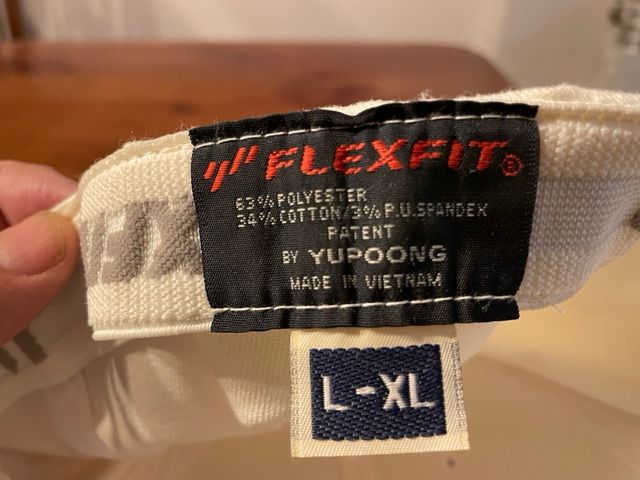 FLEXFIT®
63% POLYESTER
34% COTTON/3% P.U.SPANDEX
PATENT
BY YUPOONG
MADE IN VIETNAM
L-XL